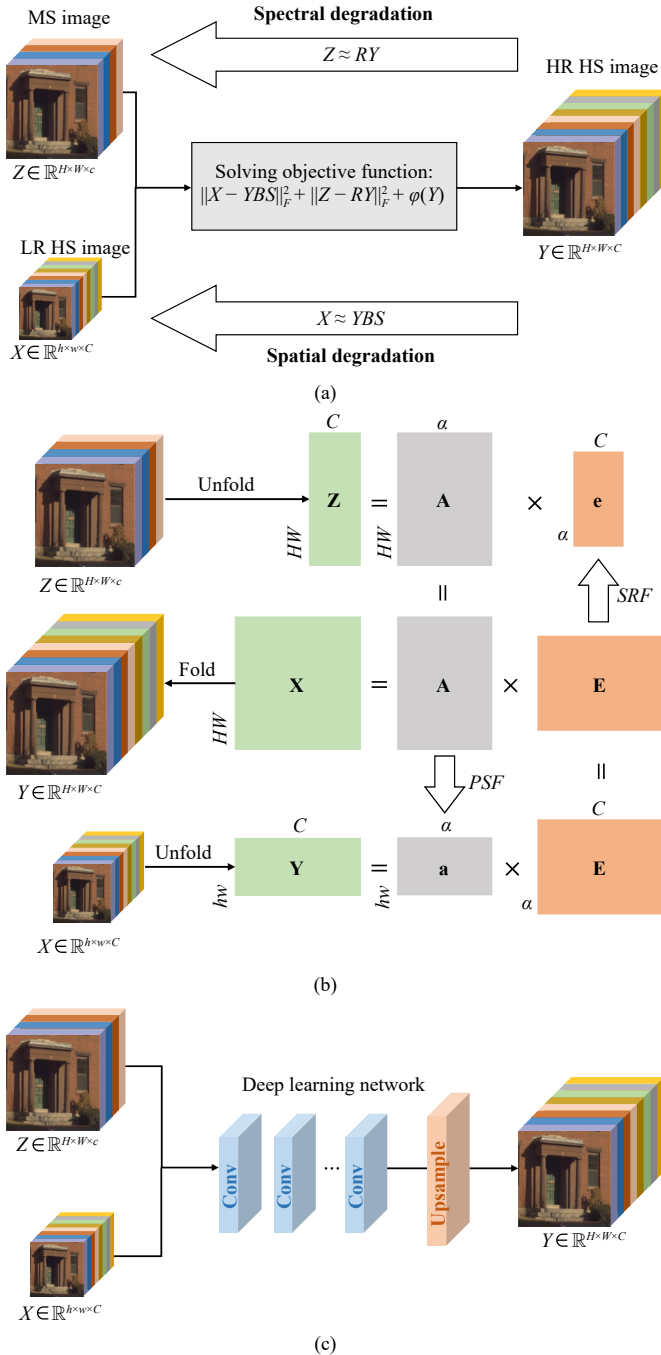 MS image
Spectral degradation
Z ≈ RY
HR HS image
Z ∈ ℝ^{H×W×c}
Solving objective function:
||X − YBS||²_F + ||Z − RY||²_F + φ(Y)
Y ∈ ℝ^{H×W×C}
LR HS image
X ≈ YBS
X ∈ ℝ^{h×w×C}
Spatial degradation
(a)
C
α
C
Unfold
HW
Z
=
HW
A
×
α
e
Z ∈ ℝ^{H×W×c}
=
SRF
Fold
HW
X
=
A
×
E
Y ∈ ℝ^{H×W×C}
PSF
=
C
α
C
Unfold
hw
Y
=
hw
a
×
α
E
X ∈ ℝ^{h×w×C}
(b)
Deep learning network
Z ∈ ℝ^{H×W×c}
Conv
Conv
...
Conv
Upsample
Y ∈ ℝ^{H×W×C}
X ∈ ℝ^{h×w×C}
(c)